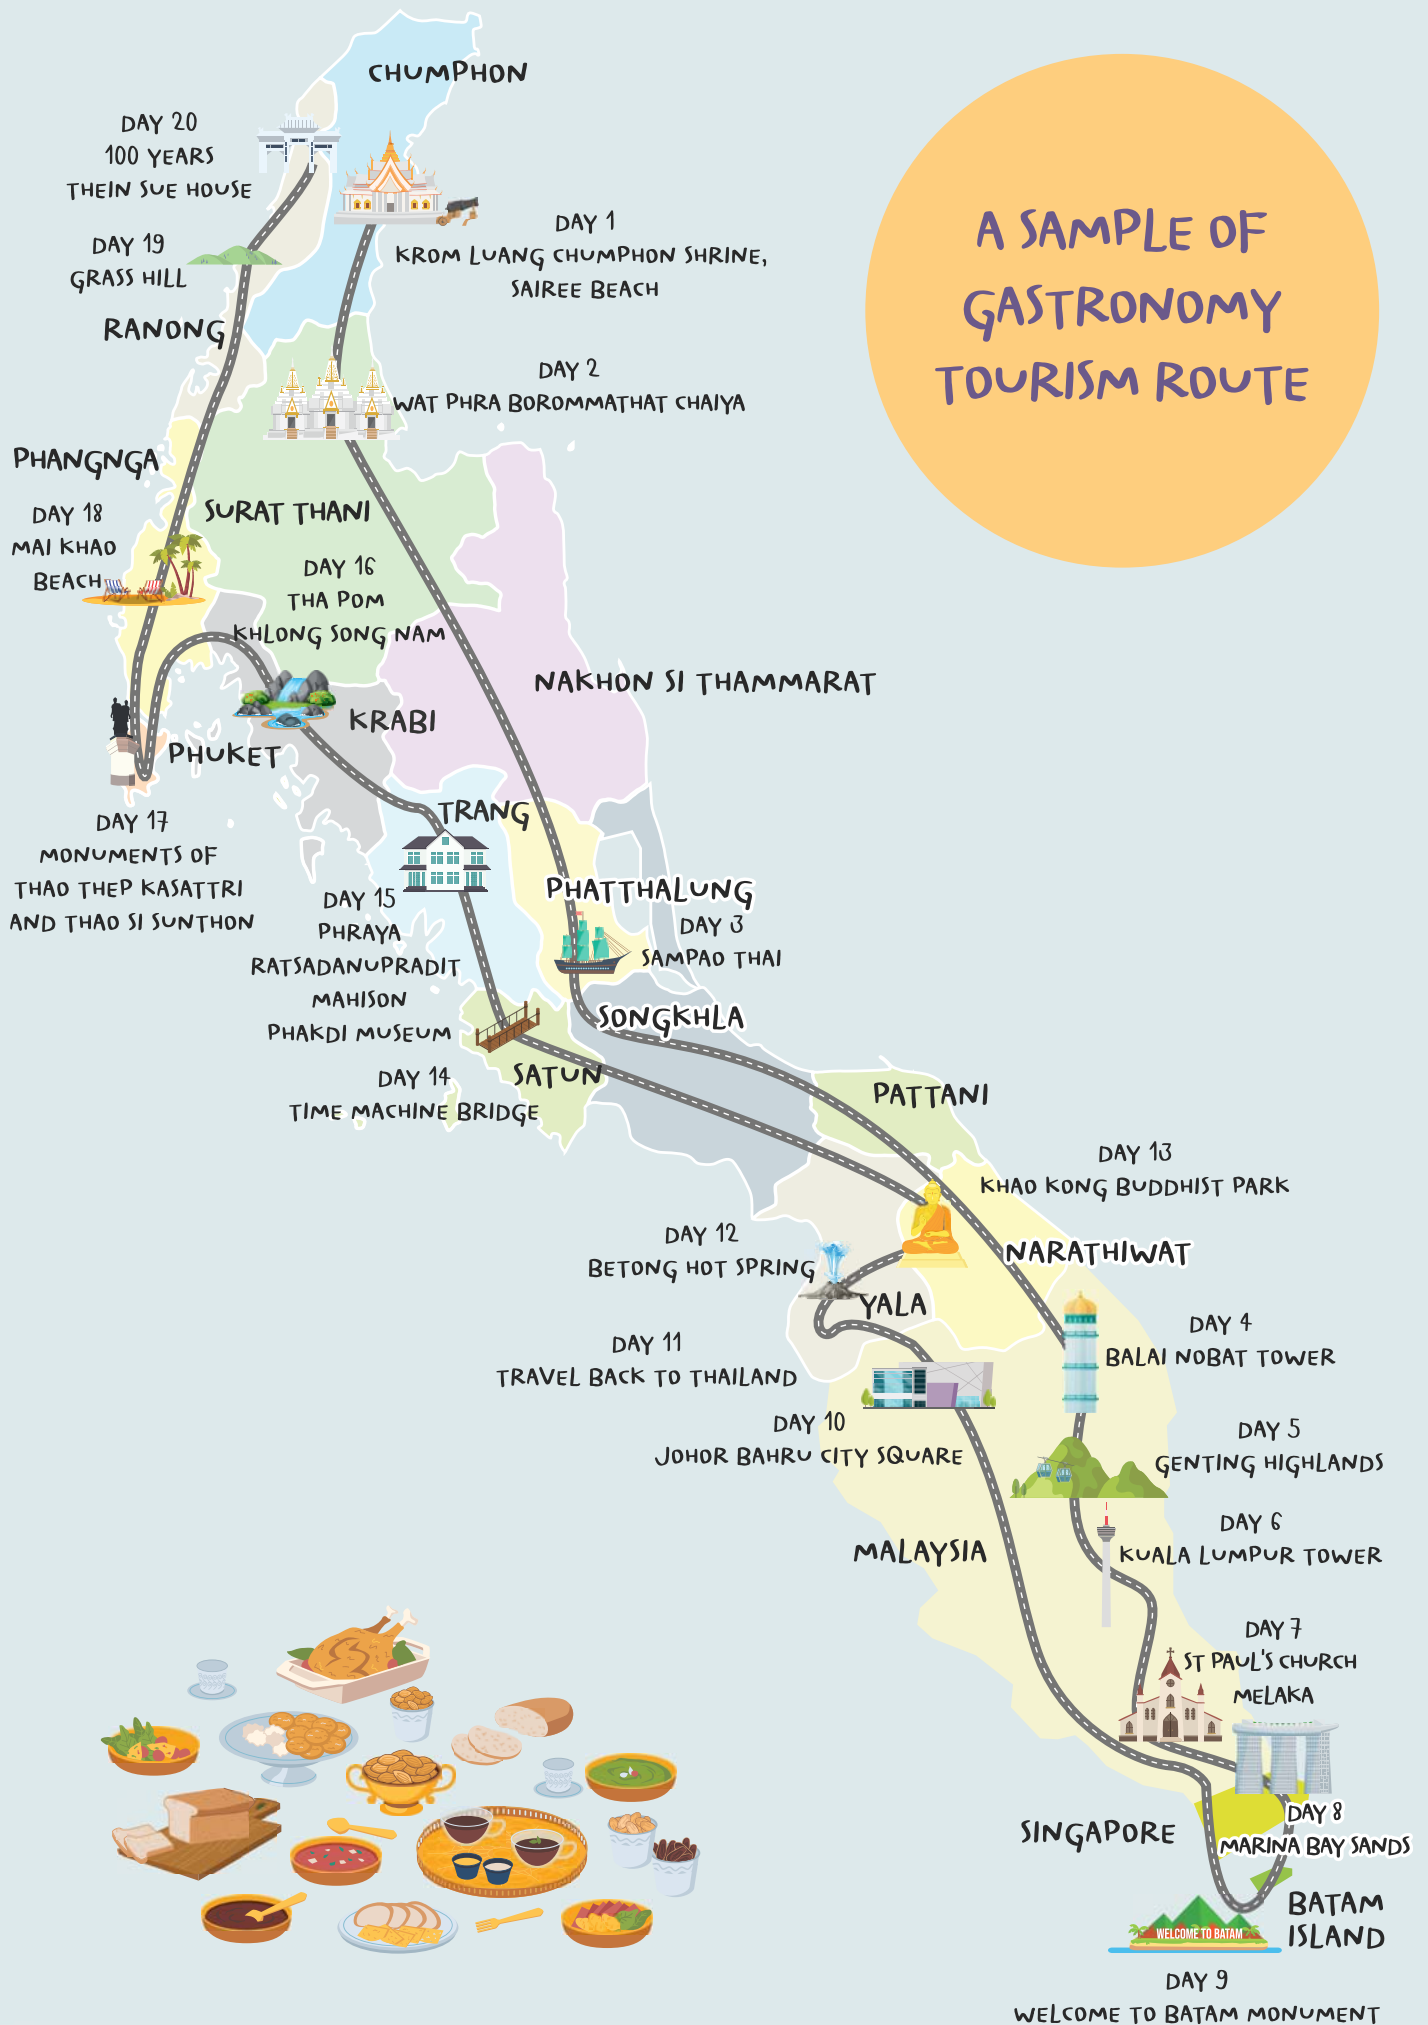 A SAMPLE OF
GASTRONOMY
TOURISM ROUTE
CHUMPHON
DAY 20
100 YEARS
THEIN SUE HOUSE
DAY 1
KROM LUANG CHUMPHON SHRINE,
SAIREE BEACH
DAY 19
GRASS HILL
RANONG
DAY 2
WAT PHRA BOROMMATHAT CHAIYA
PHANGNGA
SURAT THANI
DAY 18
MAI KHAO
BEACH
DAY 16
THA POM
KHLONG SONG NAM
NAKHON SI THAMMARAT
KRABI
PHUKET
DAY 17
MONUMENTS OF
THAO THEP KASATTRI
AND THAO SI SUNTHON
TRANG
PHATTHALUNG
DAY 3
SAMPAO THAI
DAY 15
PHRAYA
RATSADANUPRADIT
MAHISON
PHAKDI MUSEUM
SONGKHLA
SATUN
DAY 14
TIME MACHINE BRIDGE
PATTANI
DAY 13
KHAO KONG BUDDHIST PARK
NARATHIWAT
DAY 12
BETONG HOT SPRING
YALA
DAY 11
TRAVEL BACK TO THAILAND
DAY 4
BALAI NOBAT TOWER
DAY 10
JOHOR BAHRU CITY SQUARE
DAY 5
GENTING HIGHLANDS
MALAYSIA
DAY 6
KUALA LUMPUR TOWER
DAY 7
ST PAUL'S CHURCH
MELAKA
SINGAPORE
DAY 8
MARINA BAY SANDS
BATAM
ISLAND
WELCOME TO BATAM
DAY 9
WELCOME TO BATAM MONUMENT